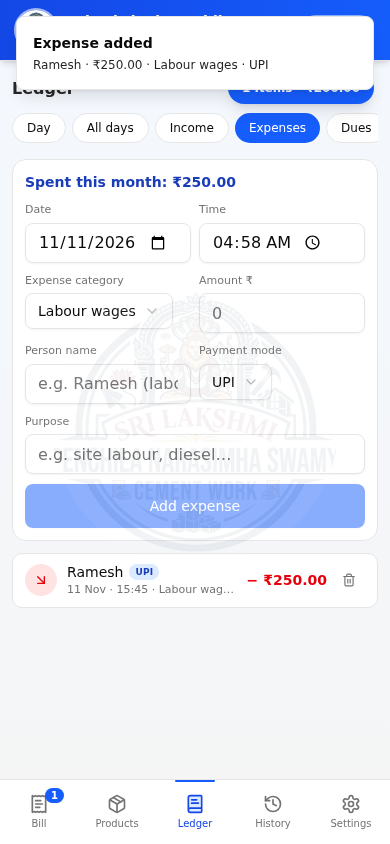 Expense added
Ramesh · ₹250.00 · Labour wages · UPI
Ledger
Day
All days
Income
Expenses
Dues
Spent this month: ₹250.00
Date
Time
11/11/2026
04:58 AM
Expense category
Amount ₹
Labour wages
0
Person name
Payment mode
e.g. Ramesh (labo
UPI
SRI LAKSHMI
Purpose
e.g. site labour, diesel…
CEMENT WORK
Add expense
Ramesh UPI
11 Nov · 15:45 · Labour wag…
− ₹250.00
1
Bill
Products
Ledger
History
Settings